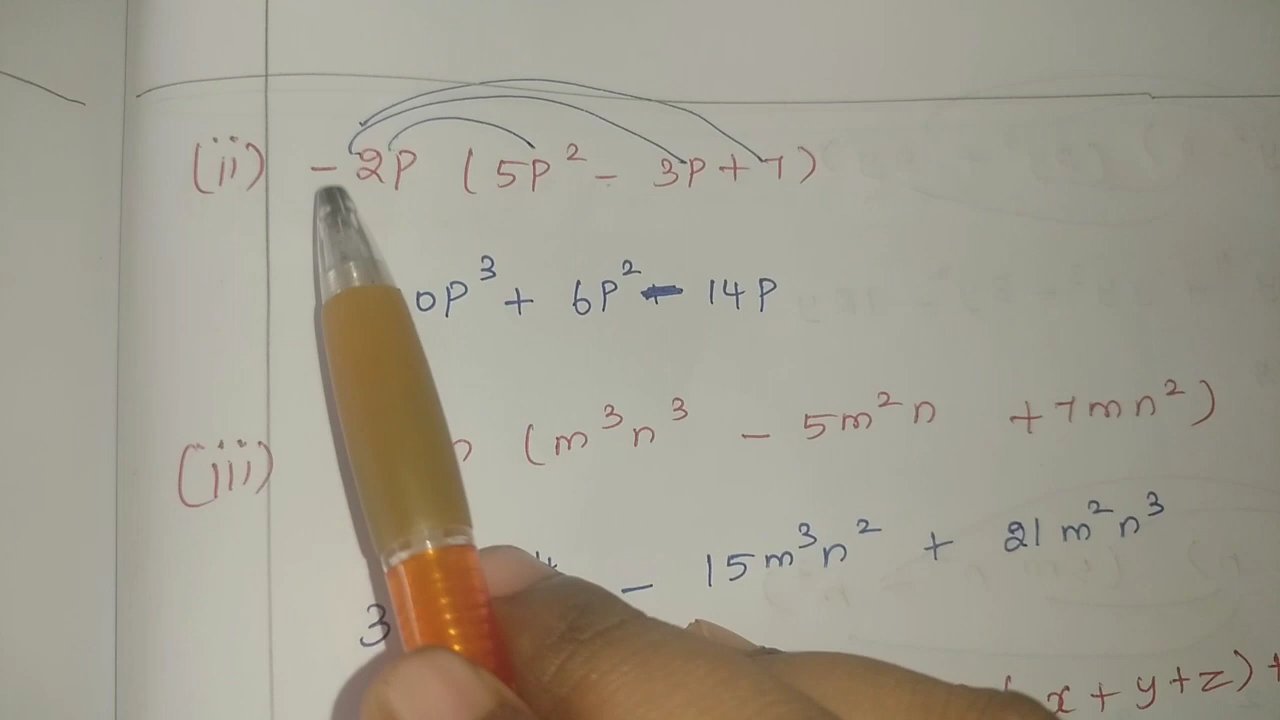 (ii) -2p (5p² - 3p + 7)
0p³ + 6p² - 14p
(iii) (m³n³ - 5m²n + 7mn²)
3 - 15m³n² + 21m²n³
x + y + z) +